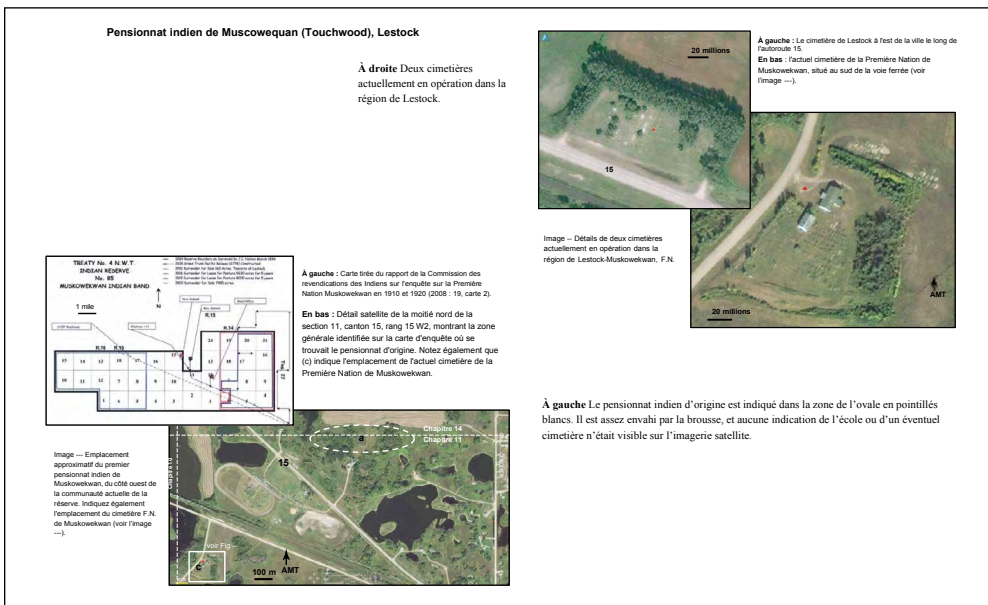 Pensionnat indien de Muscowequan (Touchwood), Lestock
À droite Deux cimetières
actuellement en opération dans la
région de Lestock.
20 millions
15
À gauche : Le cimetière de Lestock à l'est de la ville le long de
l'autoroute 15.
En bas : l'actuel cimetière de la Première Nation de
Muskowekwan, situé au sud de la voie ferrée (voir
l'image ---).
Image -- Détails de deux cimetières
actuellement en opération dans la
région de Lestock-Muskowekwan, F.N.
20 millions
AMT
TREATY No. 4 N.W.T.
INDIAN RESERVE
No. 85
MUSKOWEKWAN INDIAN BAND
1 mile
N
R.15
R.16
R.15
R.14
À gauche : Carte tirée du rapport de la Commission des
revendications des Indiens sur l'enquête sur la Première
Nation Muskowekwan en 1910 et 1920 (2008 : 19, carte 2).
En bas : Détail satellite de la moitié nord de la
section 11, canton 15, rang 15 W2, montrant la zone
générale identifiée sur la carte d'enquête où se
trouvait le pensionnat d'origine. Notez également que
(c) indique l'emplacement de l'actuel cimetière de la
Première Nation de Muskowekwan.
À gauche Le pensionnat indien d'origine est indiqué dans la zone de l'ovale en pointillés
blancs. Il est assez envahi par la brousse, et aucune indication de l'école ou d'un éventuel
cimetière n'était visible sur l'imagerie satellite.
Image --- Emplacement
approximatif du premier
pensionnat indien de
Muskowekwan, du côté ouest de
la communauté actuelle de la
réserve. Indiquez également
l'emplacement du cimetière F.N.
de Muskowekwan (voir l'image
---).
Chapitre 14
Chapitre 11
a
15
Chapitre 10
voir Fig --
c
100 m
AMT